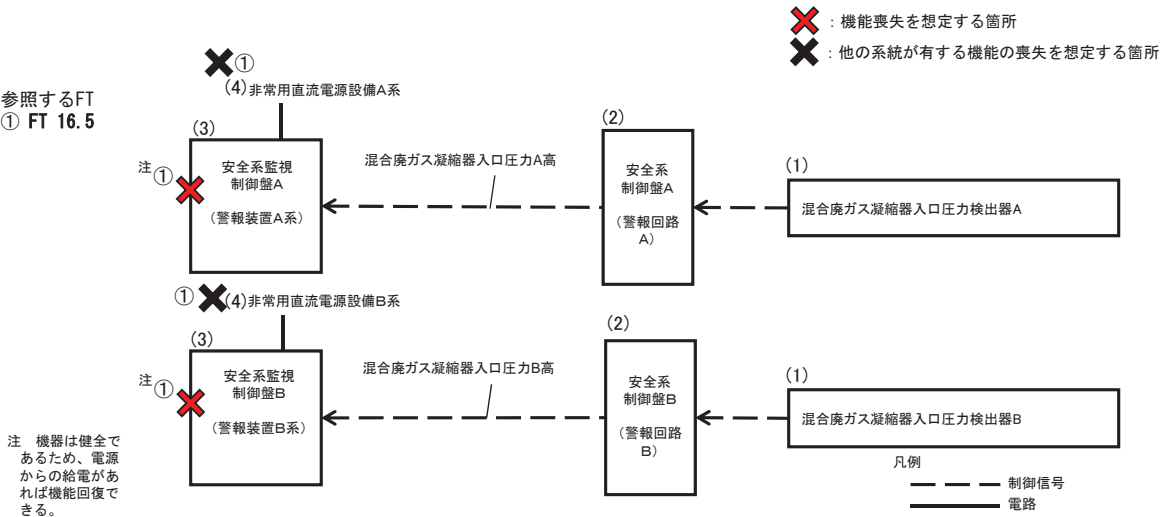 ：機能喪失を想定する箇所
：他の系統が有する機能の喪失を想定する箇所
参照するFT
① FT 16.5
①
(4)非常用直流電源設備A系
(3)
注①
安全系監視
制御盤A
(警報装置A系)
混合廃ガス凝縮器入口圧力A高
(2)
安全系
制御盤A
(警報回路
A)
(1)
混合廃ガス凝縮器入口圧力検出器A
①
(4)非常用直流電源設備B系
(3)
注①
安全系監視
制御盤B
(警報装置B系)
混合廃ガス凝縮器入口圧力B高
(2)
安全系
制御盤B
(警報回路
B)
(1)
混合廃ガス凝縮器入口圧力検出器B
注　機器は健全で
あるため、電源
からの給電があ
れば機能回復で
きる。
凡例
制御信号
電路